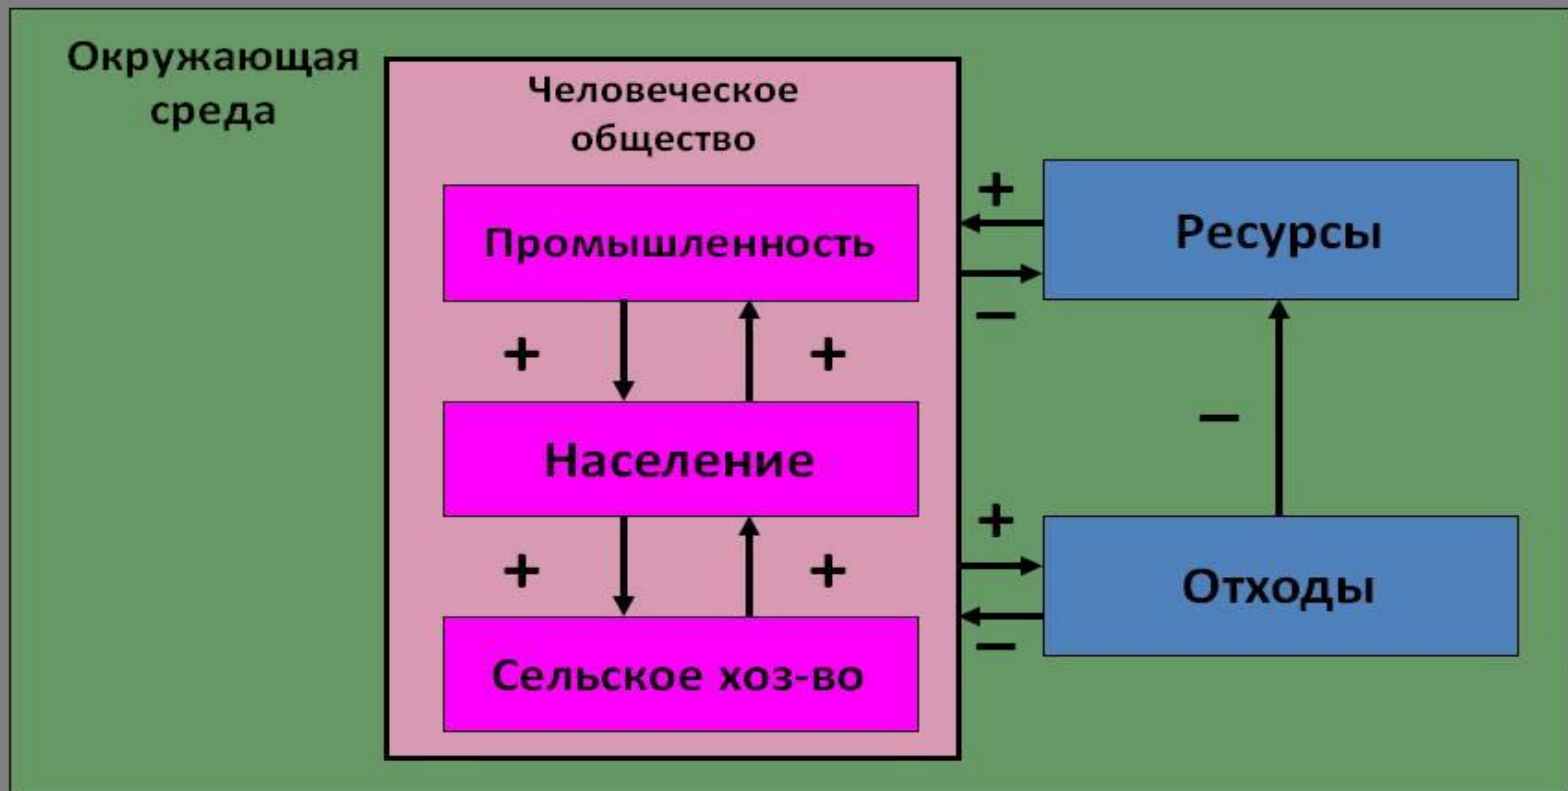 Окружающая
среда
Человеческое
общество
Промышленность
+
+
Население
+
+
Сельское хоз-во
+
–
Ресурсы
–
+
–
Отходы